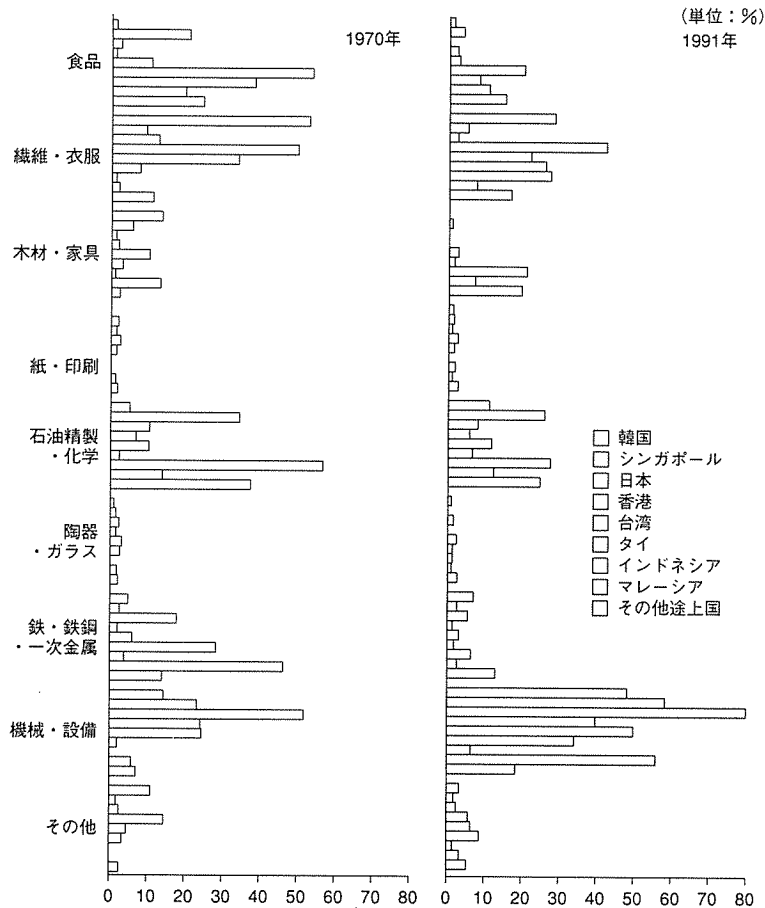 (単位：%)
1970年
1991年
食品
繊維・衣服
木材・家具
紙・印刷
石油精製
・化学
陶器
・ガラス
鉄・鉄鋼
・一次金属
機械・設備
その他
韓国
シンガポール
日本
香港
台湾
タイ
インドネシア
マレーシア
その他途上国
0 10 20 30 40 50 60 70 80
0 10 20 30 40 50 60 70 80